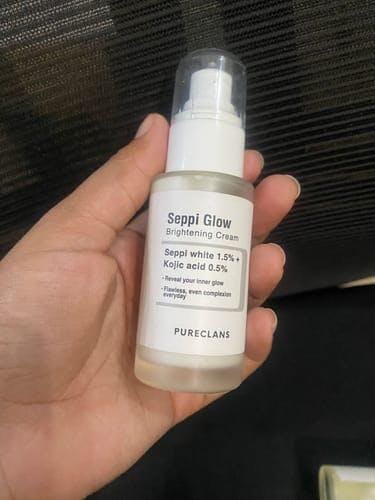 Seppi Glow
Brightening Cream
Seppi white 1.5% +
Kojic acid 0.5%
- Reveal your inner glow
- Flawless, even complexion
everyday
PURECLANS